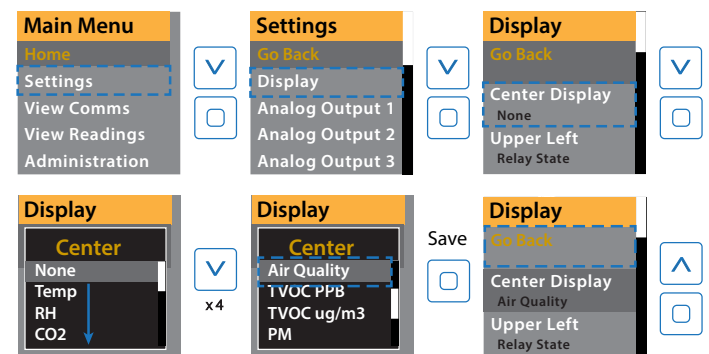 Main Menu
Home
Settings
View Comms
View Readings
Administration
Settings
Go Back
Display
Analog Output 1
Analog Output 2
Analog Output 3
Display
Go Back
Center Display
None
Upper Left
Relay State
Display
Center
None
Temp
RH
CO2
x4
Display
Center
Air Quality
TVOC PPB
TVOC ug/m3
PM
Save
Display
Go Back
Center Display
Air Quality
Upper Left
Relay State